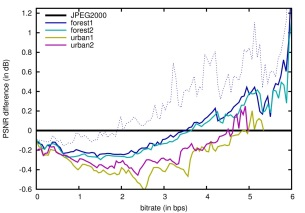 1.2
1
0.8
0.6
0.4
0.2
0
-0.2
-0.4
-0.6
PSNR difference (in dB)
JPEG2000
forest1
forest2
urban1
urban2
0 1 2 3 4 5 6
bitrate (in bps)